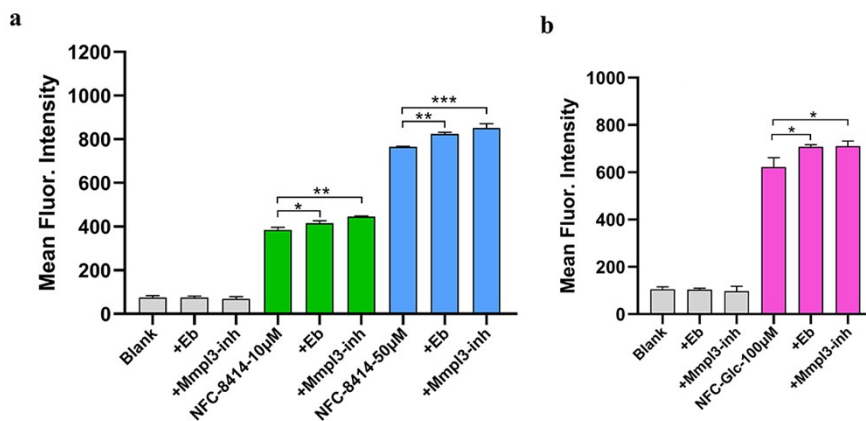 a
Mean Fluor. Intensity
1200
1000
800
600
400
200
0
*
**
**
***
Blank
+Eb
+Mmpl3-inh
NFC-8414-10µM
+Eb
+Mmpl3-inh
NFC-8414-50µM
+Eb
+Mmpl3-inh
b
Mean Fluor. Intensity
1000
800
600
400
200
0
*
*
Blank
+Eb
+Mmpl3-inh
NFC-Glc-100µM
+Eb
+Mmpl3-inh